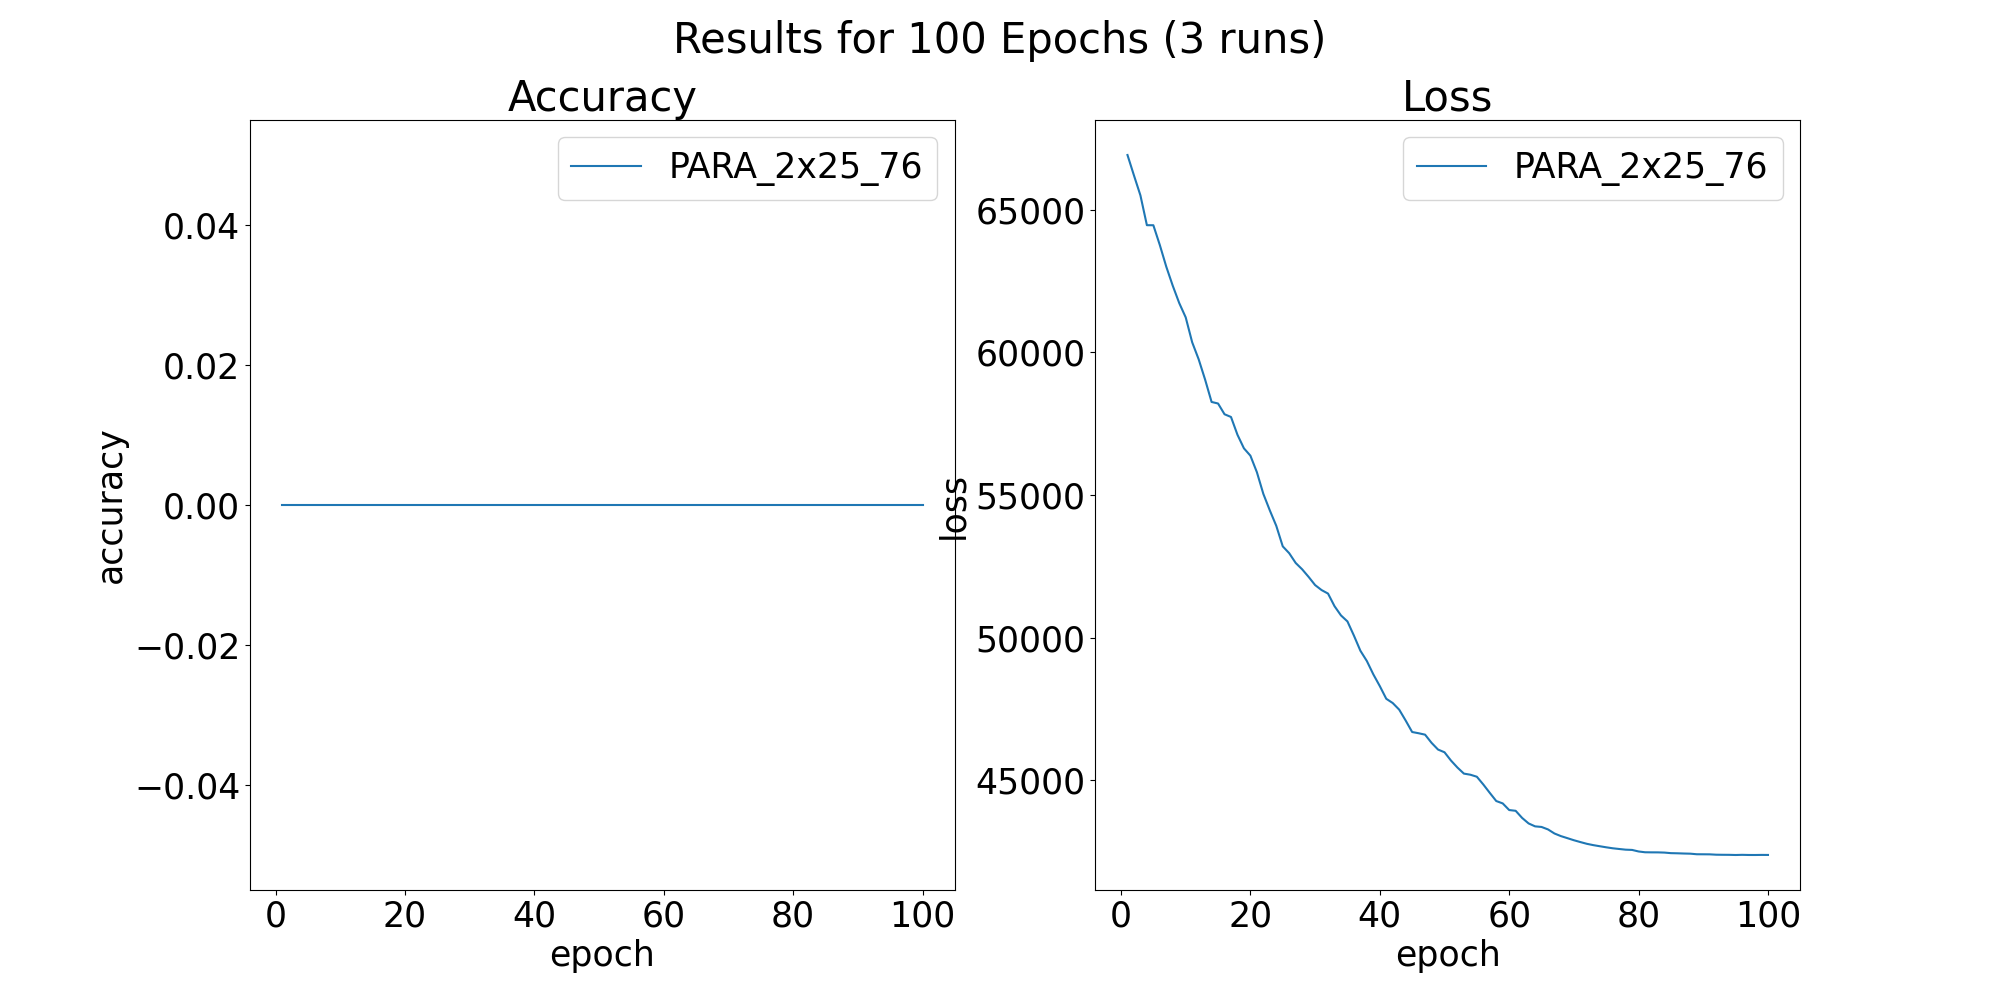 Results for 100 Epochs (3 runs)
Accuracy
PARA_2x25_76
0.04
0.02
0.00
−0.02
−0.04
accuracy
0 20 40 60 80 100
epoch
Loss
PARA_2x25_76
65000
60000
55000
50000
45000
loss
0 20 40 60 80 100
epoch